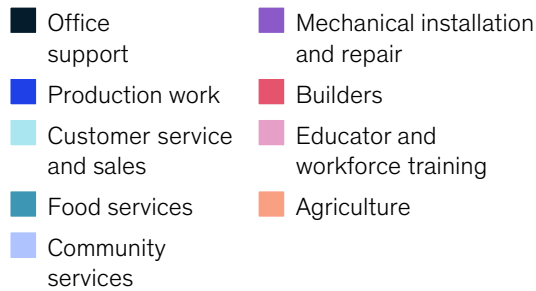 Office
support
Production work
Customer service
and sales
Food services
Community
services
Mechanical installation
and repair
Builders
Educator and
workforce training
Agriculture